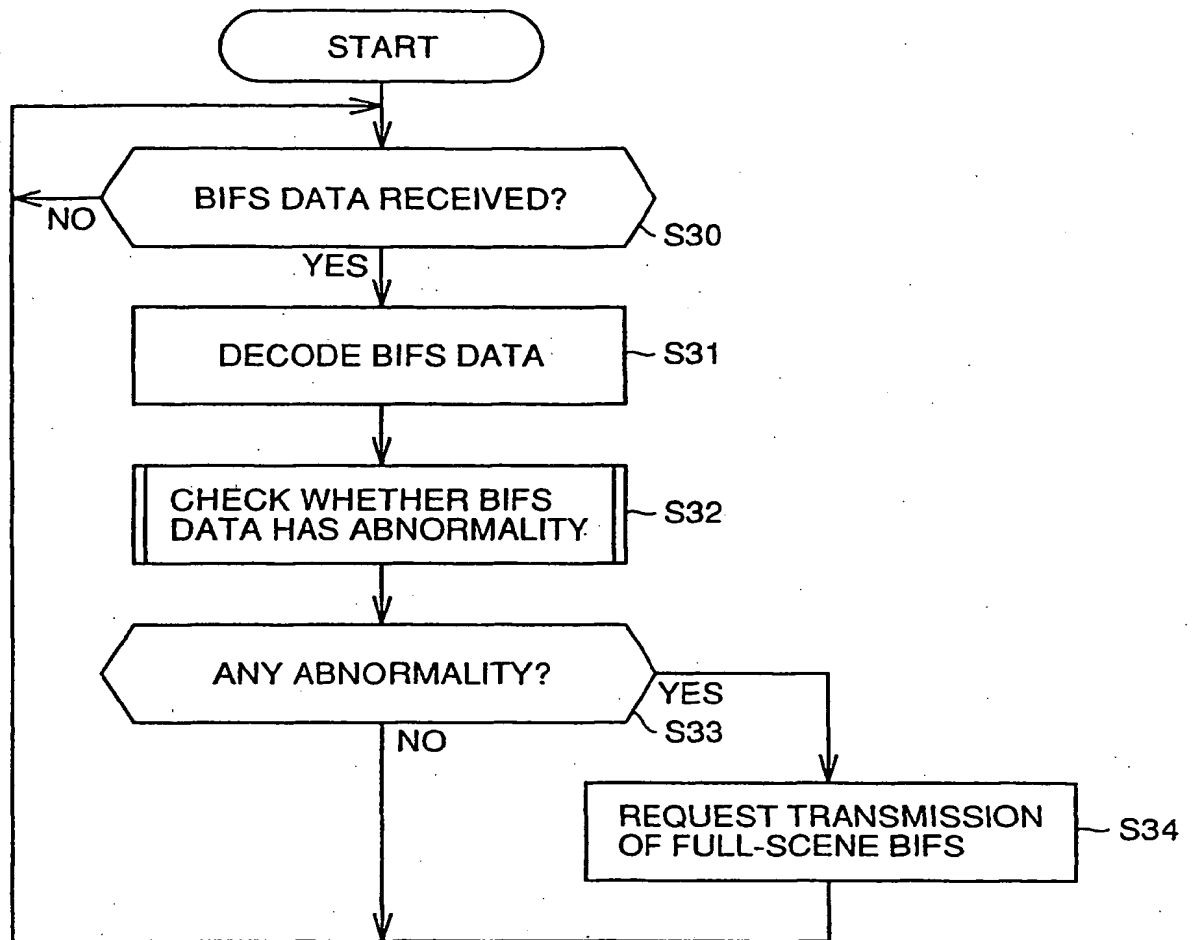 START
BIFS DATA RECEIVED?
NO
S30
YES
DECODE BIFS DATA
S31
CHECK WHETHER BIFS
DATA HAS ABNORMALITY
S32
ANY ABNORMALITY?
YES
S33
NO
REQUEST TRANSMISSION
OF FULL-SCENE BIFS
S34